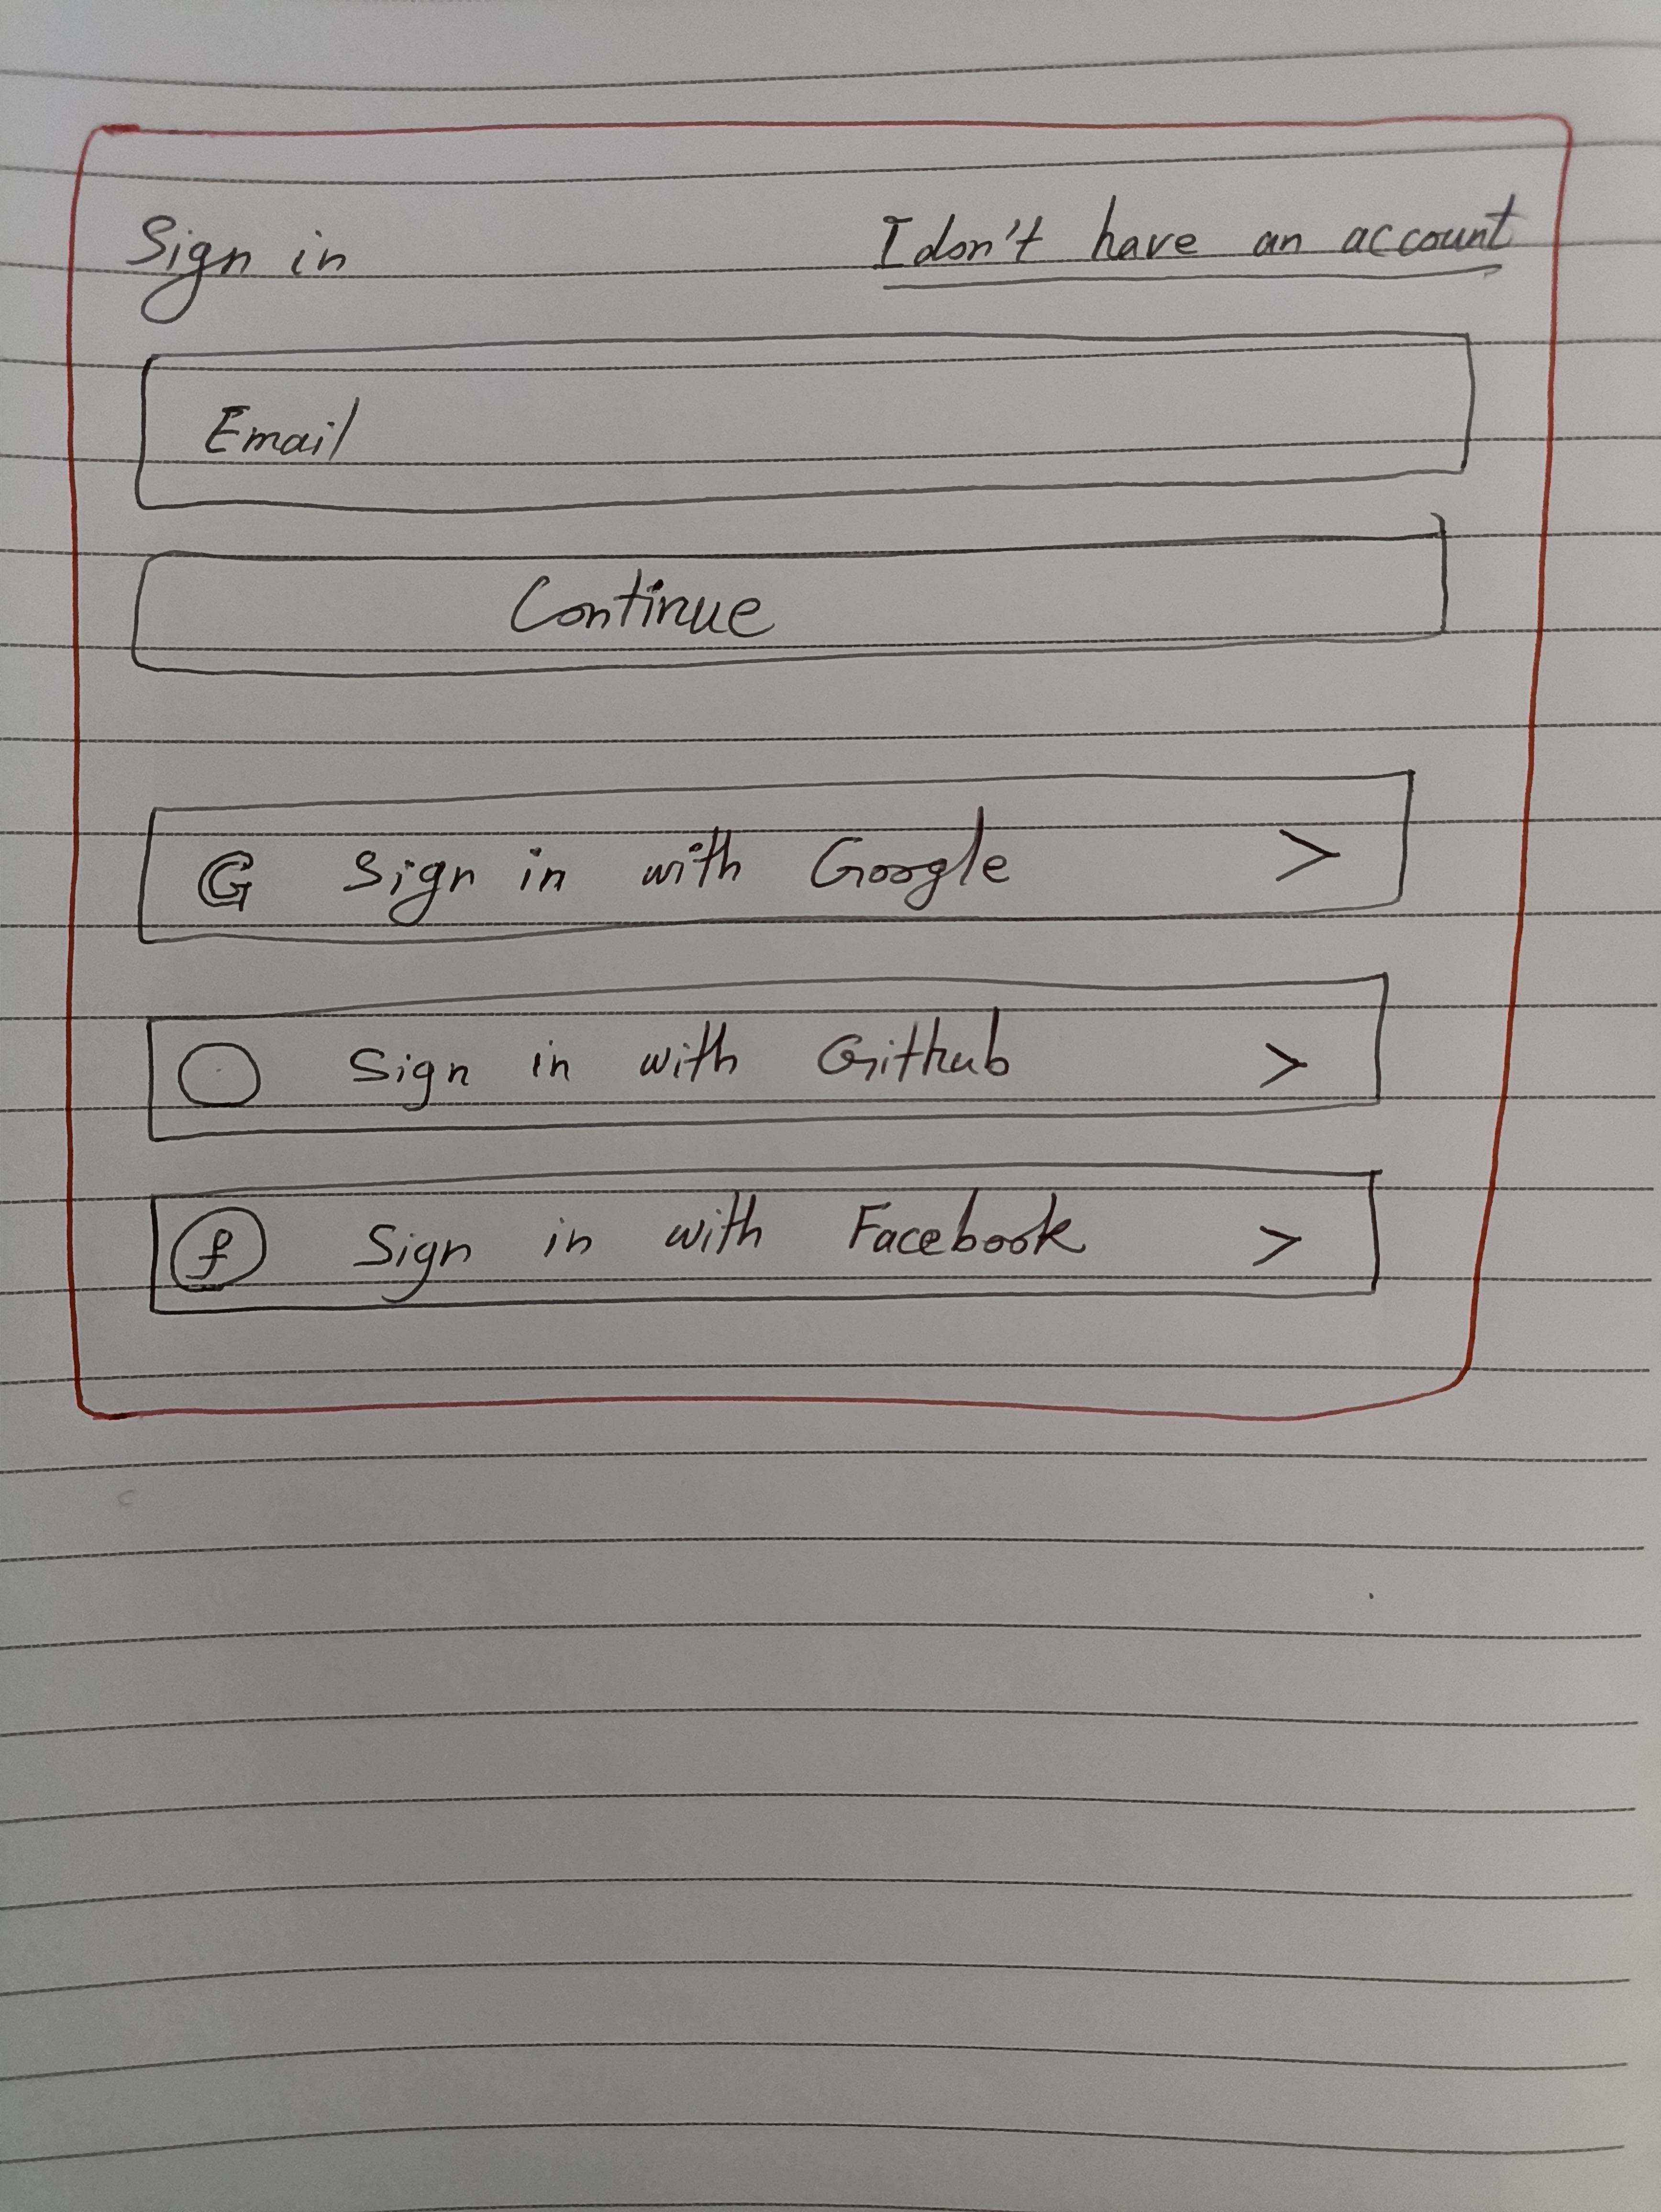 Sign in I don't have an account
Email
Continue
G Sign in with Google >
Sign in with Github >
f Sign in with Facebook >